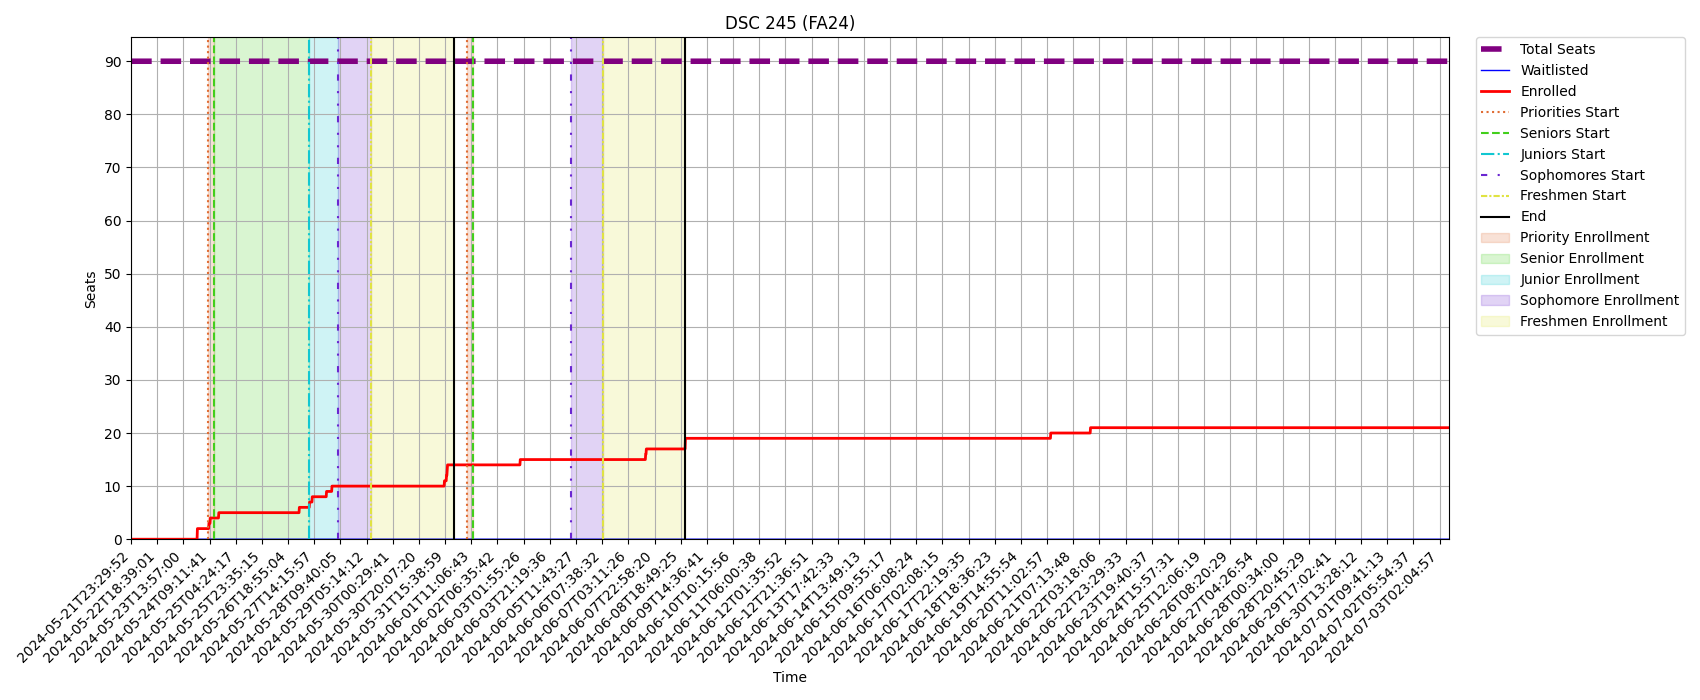 DSC 245 (FA24)
Seats
90
80
70
60
50
40
30
20
10
0
2024-05-21T23:29:52
2024-05-22T18:39:01
2024-05-23T13:57:00
2024-05-24T09:11:41
2024-05-25T04:24:17
2024-05-25T23:35:15
2024-05-26T18:55:04
2024-05-27T14:15:57
2024-05-28T09:40:05
2024-05-29T05:14:12
2024-05-30T00:29:41
2024-05-30T20:07:20
2024-05-31T15:38:59
2024-06-01T11:06:43
2024-06-02T06:35:42
2024-06-03T01:55:26
2024-06-03T21:19:36
2024-06-05T11:43:27
2024-06-06T07:38:32
2024-06-07T03:11:26
2024-06-07T22:58:20
2024-06-08T18:49:25
2024-06-09T14:36:41
2024-06-10T10:15:56
2024-06-11T06:00:38
2024-06-12T01:35:52
2024-06-12T21:36:51
2024-06-13T17:42:33
2024-06-14T13:49:13
2024-06-15T09:55:17
2024-06-16T06:08:24
2024-06-17T02:08:15
2024-06-17T22:19:35
2024-06-18T18:36:23
2024-06-19T14:55:54
2024-06-20T11:02:57
2024-06-21T07:13:48
2024-06-22T03:18:06
2024-06-22T23:29:33
2024-06-23T19:40:37
2024-06-24T15:57:31
2024-06-25T12:06:19
2024-06-26T08:20:29
2024-06-27T04:26:54
2024-06-28T00:34:00
2024-06-28T20:45:29
2024-06-29T17:02:41
2024-06-30T13:28:12
2024-07-01T09:41:13
2024-07-02T05:54:37
2024-07-03T02:04:57
Time
Total Seats
Waitlisted
Enrolled
Priorities Start
Seniors Start
Juniors Start
Sophomores Start
Freshmen Start
End
Priority Enrollment
Senior Enrollment
Junior Enrollment
Sophomore Enrollment
Freshmen Enrollment